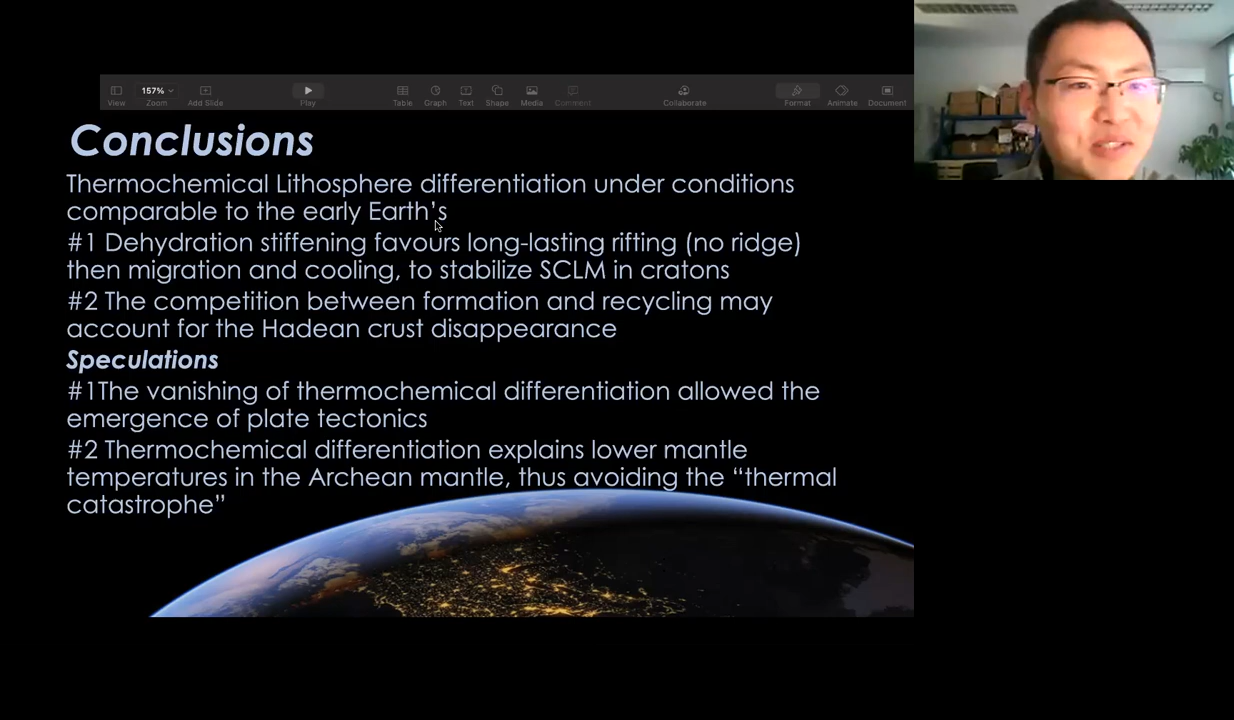 157%
View Zoom Add Slide Play Table Graph Text Shape Media Comment Collaborate Format Animate Document
Conclusions
Thermochemical Lithosphere differentiation under conditions
comparable to the early Earth’s
#1 Dehydration stiffening favours long-lasting rifting (no ridge)
then migration and cooling, to stabilize SCLM in cratons
#2 The competition between formation and recycling may
account for the Hadean crust disappearance
Speculations
#1The vanishing of thermochemical differentiation allowed the
emergence of plate tectonics
#2 Thermochemical differentiation explains lower mantle
temperatures in the Archean mantle, thus avoiding the “thermal
catastrophe”